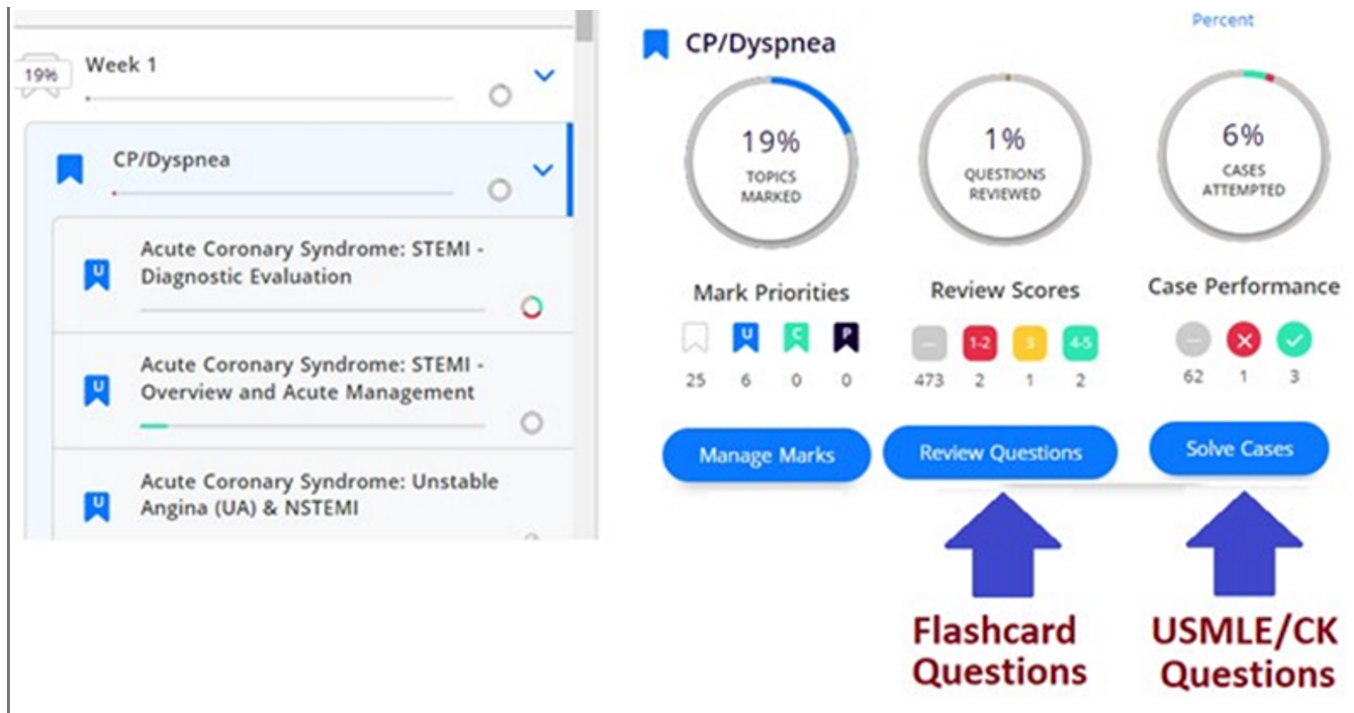 19%
Week 1
CP/Dyspnea
U
Acute Coronary Syndrome: STEMI -
Diagnostic Evaluation
U
Acute Coronary Syndrome: STEMI -
Overview and Acute Management
U
Acute Coronary Syndrome: Unstable
Angina (UA) & NSTEMI
CP/Dyspnea
Percent
19%
TOPICS
MARKED
1%
QUESTIONS
REVIEWED
6%
CASES
ATTEMPTED
Mark Priorities
U C P
25 6 0 0
Manage Marks
Review Scores
— 1-2 3 4-5
473 2 1 2
Review Questions
Case Performance
62 1 3
Solve Cases
Flashcard
Questions
USMLE/CK
Questions